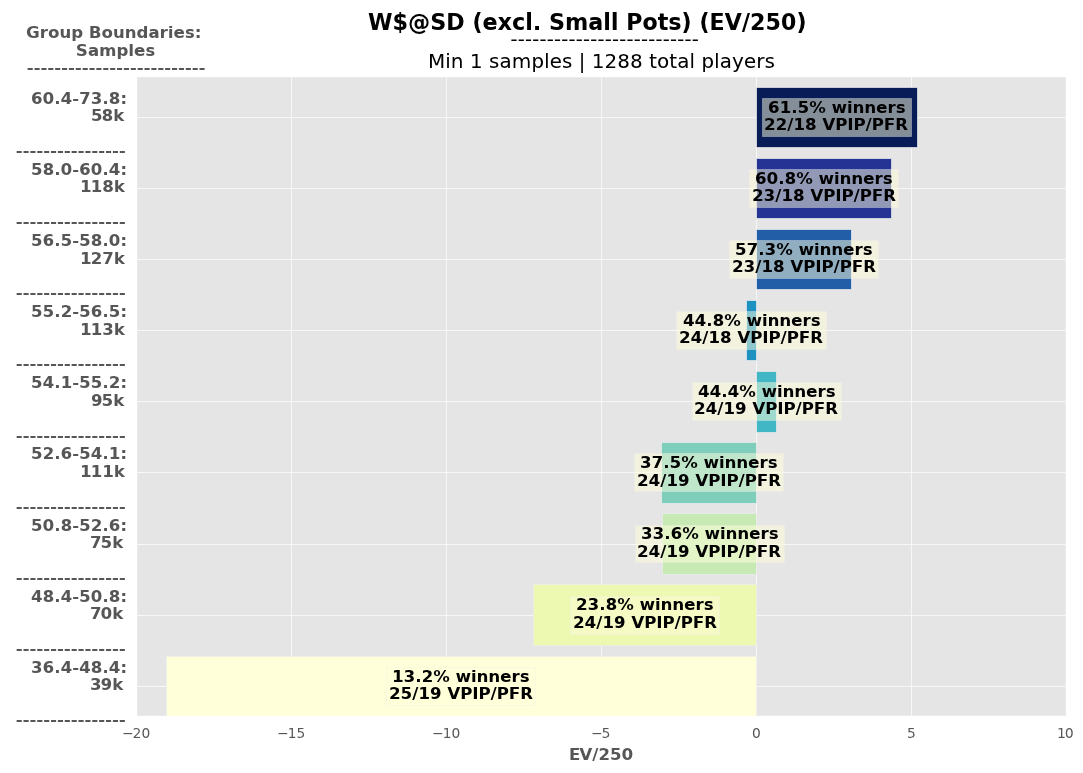 W$@SD (excl. Small Pots) (EV/250)
----------------------------
Min 1 samples | 1288 total players
Group Boundaries:
Samples
---------------------------
60.4-73.8:
58k
-----------------
58.0-60.4:
118k
-----------------
56.5-58.0:
127k
-----------------
55.2-56.5:
113k
-----------------
54.1-55.2:
95k
-----------------
52.6-54.1:
111k
-----------------
50.8-52.6:
75k
-----------------
48.4-50.8:
70k
-----------------
36.4-48.4:
39k
-----------------
61.5% winners
22/18 VPIP/PFR
60.8% winners
23/18 VPIP/PFR
57.3% winners
23/18 VPIP/PFR
44.8% winners
24/18 VPIP/PFR
44.4% winners
24/19 VPIP/PFR
37.5% winners
24/19 VPIP/PFR
33.6% winners
24/19 VPIP/PFR
23.8% winners
24/19 VPIP/PFR
13.2% winners
25/19 VPIP/PFR
−20 −15 −10 −5 0 5 10
EV/250